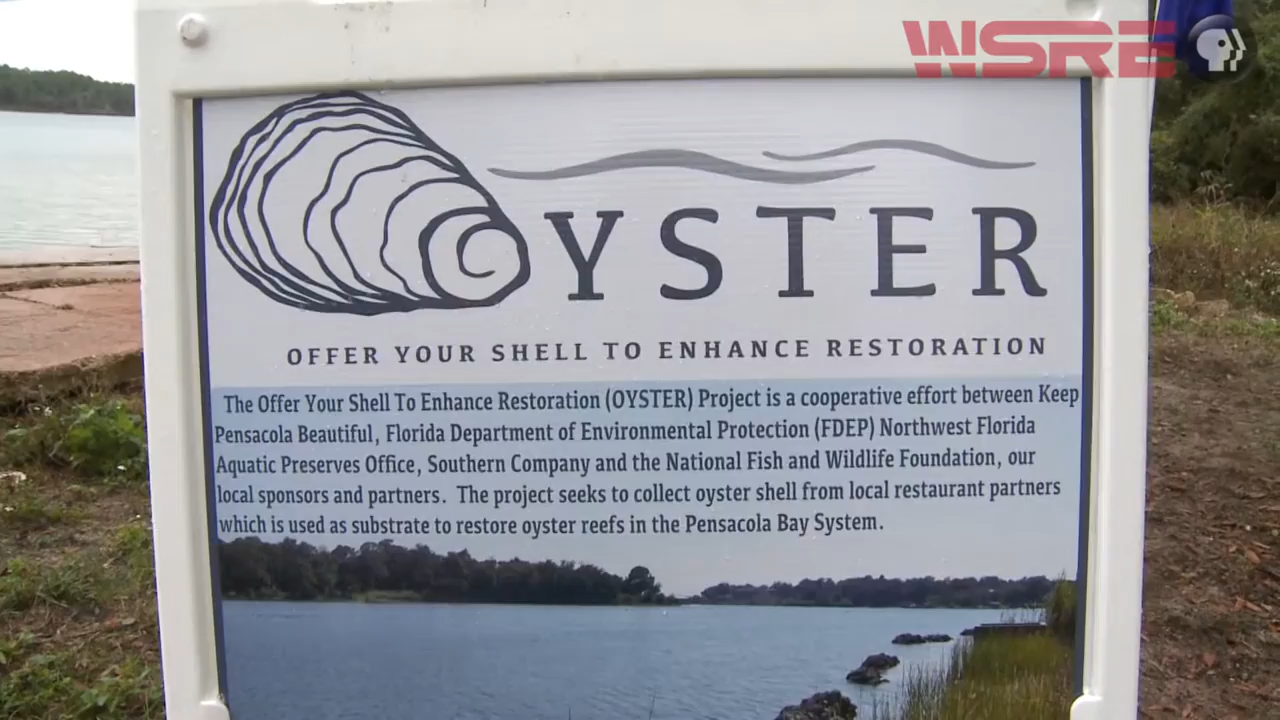 WSRE
OYSTER
OFFER YOUR SHELL TO ENHANCE RESTORATION
The Offer Your Shell To Enhance Restoration (OYSTER) Project is a cooperative effort between Keep
Pensacola Beautiful, Florida Department of Environmental Protection (FDEP) Northwest Florida
Aquatic Preserves Office, Southern Company and the National Fish and Wildlife Foundation, our
local sponsors and partners. The project seeks to collect oyster shell from local restaurant partners
which is used as substrate to restore oyster reefs in the Pensacola Bay System.